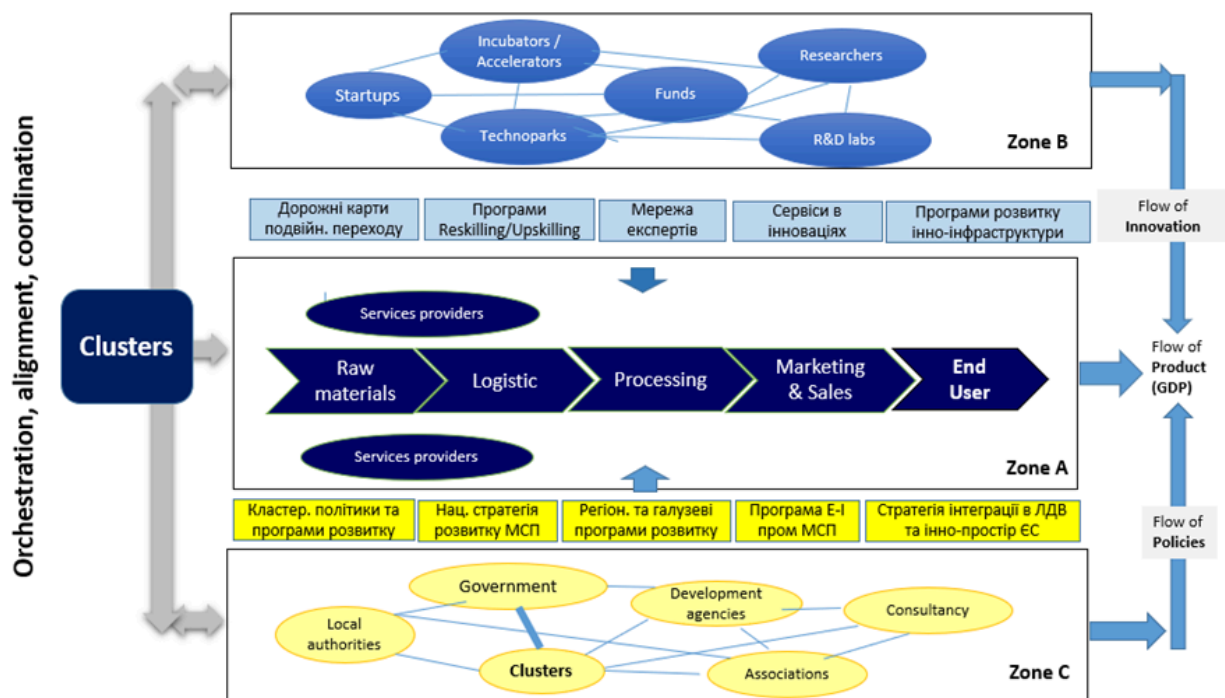 Orchestration, alignment, coordination
Clusters
Incubators /
Accelerators
Researchers
Startups
Funds
Technoparks
R&D labs
Zone B
Дорожні карти
подвійн. переходу
Програми
Reskilling/Upskilling
Мережа
експертів
Сервіси в
інноваціях
Програми розвитку
інно-інфраструктури
Flow of
Innovation
Services providers
Raw
materials
Logistic
Processing
Marketing
& Sales
End
User
Services providers
Zone A
Flow of
Product
(GDP)
Кластер. політики та
програми розвитку
Нац. стратегія
розвитку МСП
Регіон. та галузеві
програми розвитку
Програма Е-І
пром МСП
Стратегія інтеграції в ЛДВ
та інно-простір ЄС
Flow of
Policies
Government
Development
agencies
Consultancy
Local
authorities
Clusters
Associations
Zone C